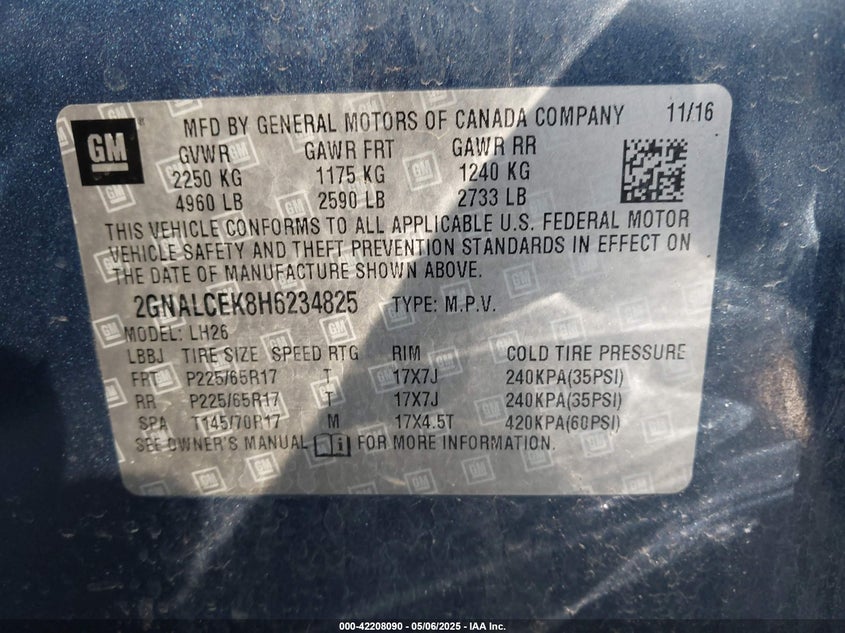 GM
MFD BY GENERAL MOTORS OF CANADA COMPANY 11/16
GVWR GAWR FRT GAWR RR
2250 KG 1175 KG 1240 KG
4960 LB 2590 LB 2733 LB
THIS VEHICLE CONFORMS TO ALL APPLICABLE U.S. FEDERAL MOTOR
VEHICLE SAFETY AND THEFT PREVENTION STANDARDS IN EFFECT ON
THE DATE OF MANUFACTURE SHOWN ABOVE.
2GNALCEK8H6234825 TYPE: M.P.V.
MODEL: LH26
LBBJ TIRE SIZE SPEED RTG RIM COLD TIRE PRESSURE
FRT P225/65R17 T 17X7J 240KPA(35PSI)
RR P225/65R17 T 17X7J 240KPA(35PSI)
SPA T145/70R17 M 17X4.5T 420KPA(60PSI)
SEE OWNER'S MANUAL FOR MORE INFORMATION.
000-42208090 - 05/06/2025 - IAA Inc.